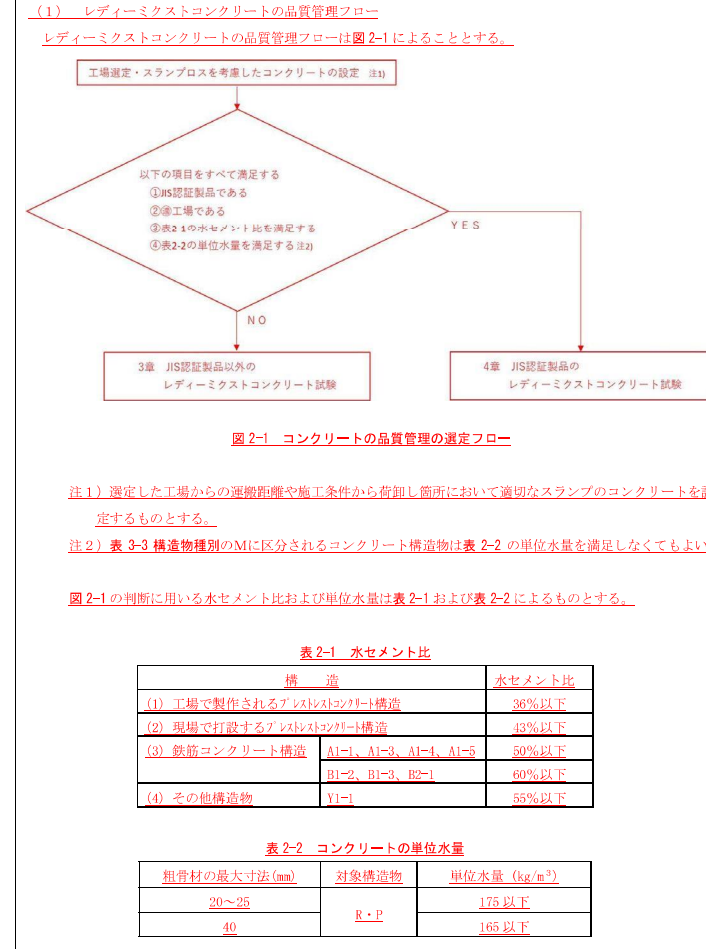 （1） レディーミクストコンクリートの品質管理フロー
レディーミクストコンクリートの品質管理フローは図2-1によることとする。
工場選定・スランプロスを考慮したコンクリートの設定 注1)
以下の項目をすべて満足する
①JIS認証製品である
②㊜工場である
③表2-1の水セメント比を満足する
④表2-2の単位水量を満足する注2)
YES
NO
3章 JIS認証製品以外の
レディーミクストコンクリート試験
4章 JIS認証製品の
レディーミクストコンクリート試験
図2-1 コンクリートの品質管理の選定フロー
注1）選定した工場からの運搬距離や施工条件から荷卸し箇所において適切なスランプのコンクリートを設
定するものとする。
注2）表 3-3 構造物種別のMに区分されるコンクリート構造物は表 2-2 の単位水量を満足しなくてもよい
図2-1の判断に用いる水セメント比および単位水量は表2-1および表2-2によるものとする。
表2-1 水セメント比
構 造 水セメント比
(1) 工場で製作されるﾌﾟﾚｽﾄﾚｽﾄｺﾝｸﾘｰﾄ構造 36%以下
(2) 現場で打設するﾌﾟﾚｽﾄﾚｽﾄｺﾝｸﾘｰﾄ構造 43%以下
(3) 鉄筋コンクリート構造 A1-1、A1-3、A1-4、A1-5 50%以下
B1-2、B1-3、B2-1 60%以下
(4) その他構造物 Y1-1 55%以下
表2-2 コンクリートの単位水量
粗骨材の最大寸法(mm) 対象構造物 単位水量 (kg/m³)
20～25 R・P 175 以下
40 165 以下